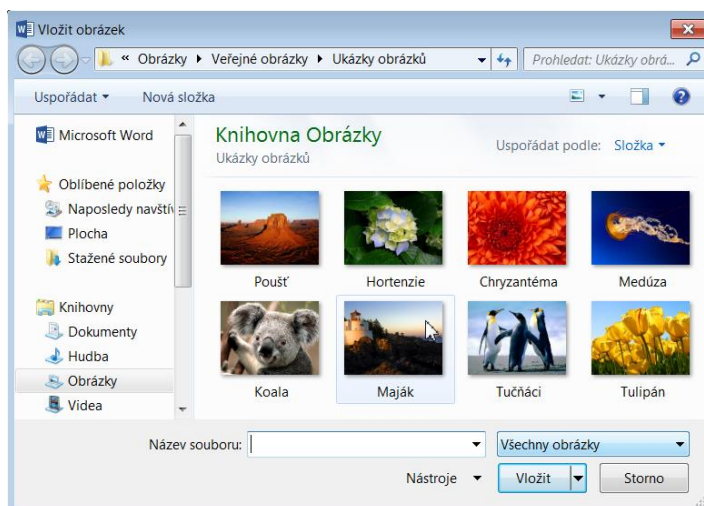 Vložit obrázek
« Obrázky Veřejné obrázky Ukázky obrázků
Prohledat: Ukázky obrá...
Uspořádat Nová složka
Microsoft Word
Oblíbené položky
Naposledy navští
Plocha
Stažené soubory
Knihovny
Dokumenty
Hudba
Obrázky
Videa
Knihovna Obrázky
Ukázky obrázků
Uspořádat podle: Složka
Poušť Hortenzie Chryzantéma Medúza
Koala Maják Tučňáci Tulipán
Název souboru:
Všechny obrázky
Nástroje Vložit Storno